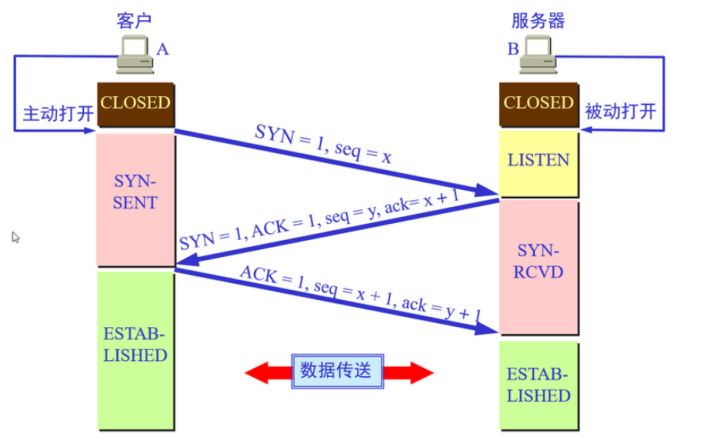 客户
服务器
A
B
CLOSED
CLOSED
主动打开
被动打开
SYN = 1, seq = x
LISTEN
SYN-
SENT
SYN = 1, ACK = 1, seq = y, ack= x + 1
SYN-
RCVD
ACK = 1, seq = x + 1, ack = y + 1
ESTAB-
LISHED
数据传送
ESTAB-
LISHED